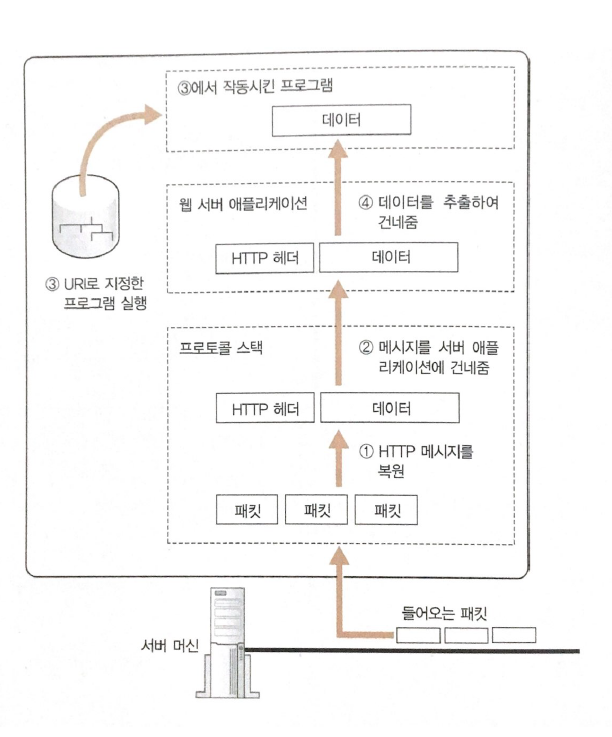 ③에서 작동시킨 프로그램
데이터
웹 서버 애플리케이션
④ 데이터를 추출하여
건네줌
HTTP 헤더
데이터
③ URI로 지정한
프로그램 실행
프로토콜 스택
② 메시지를 서버 애플
리케이션에 건네줌
HTTP 헤더
데이터
① HTTP 메시지를
복원
패킷
패킷
패킷
들어오는 패킷
서버 머신